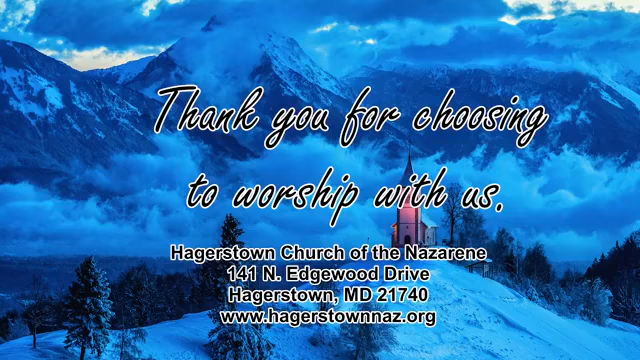 Thank you for choosing
to worship with us.
Hagerstown Church of the Nazarene
141 N. Edgewood Drive
Hagerstown, MD 21740
www.hagerstownnaz.org